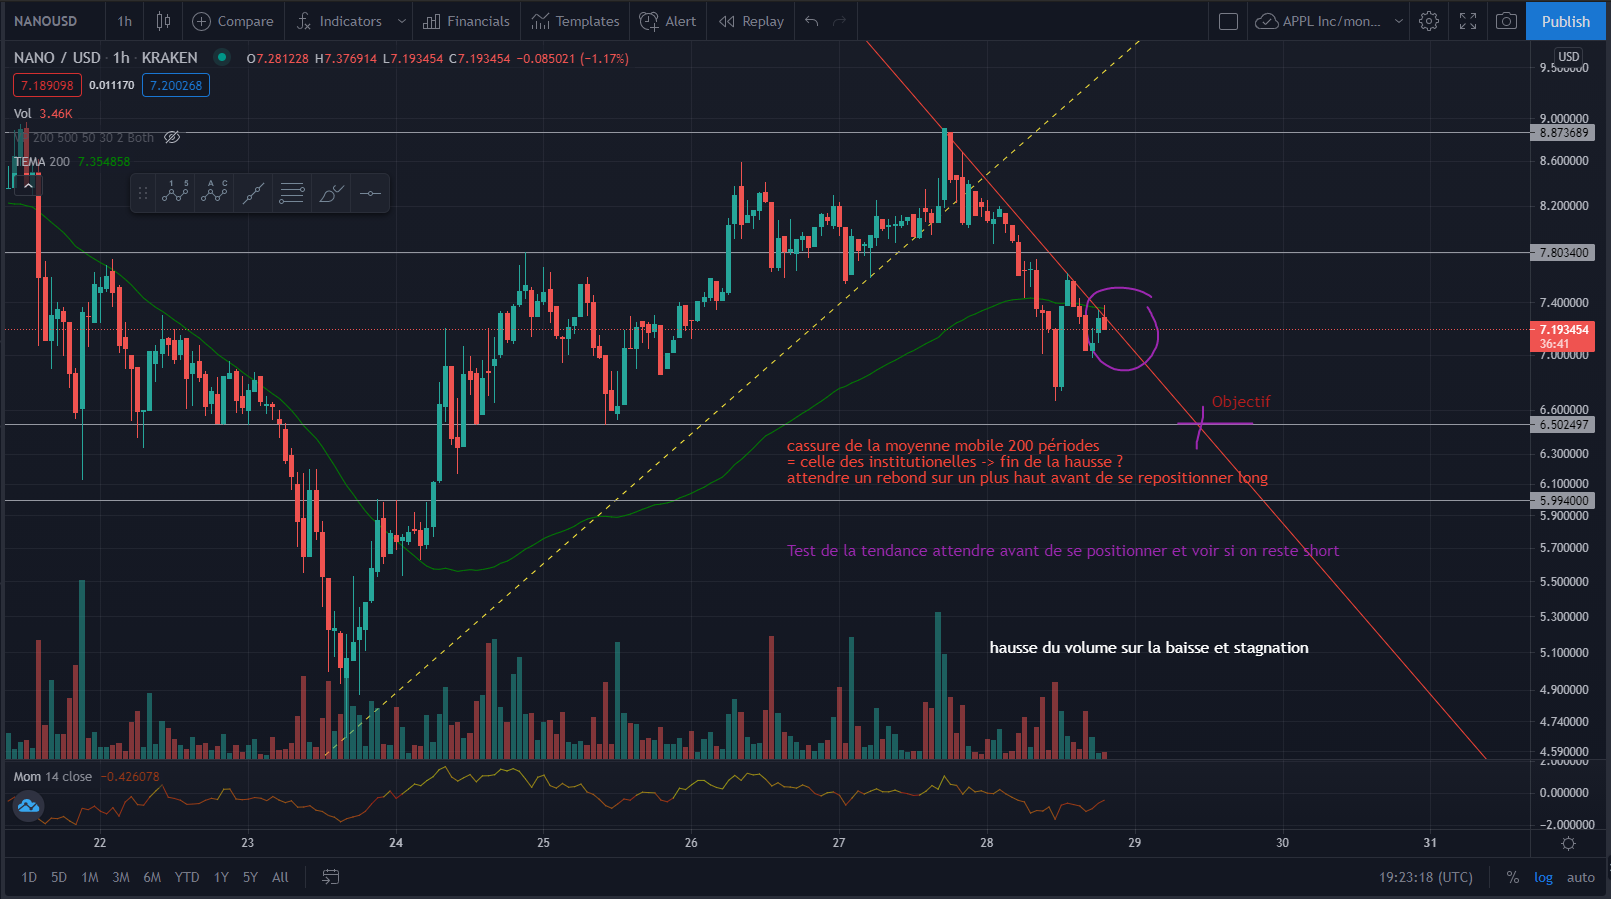 NANOUSD 1h Compare Indicators Financials Templates Alert Replay APPL Inc/mon... Publish
NANO / USD · 1h · KRAKEN O7.281228 H7.376914 L7.193454 C7.193454 −0.085021 (−1.17%)
USD
9.500000
7.189098 0.011170 7.200268
Vol 3.46K
9.000000
200 500 50 30 2 Both
8.873689
TEMA 200 7.354858
8.600000
1 5 A C
8.200000
7.803400
7.400000
7.193454
36:41
7.000000
Objectif
6.600000
6.502497
cassure de la moyenne mobile 200 périodes
= celle des institutionelles -> fin de la hausse ?
6.300000
attendre un rebond sur un plus haut avant de se repositionner long
6.100000
5.994000
5.900000
Test de la tendance attendre avant de se positionner et voir si on reste short
5.700000
5.500000
5.300000
hausse du volume sur la baisse et stagnation
5.100000
4.900000
4.740000
4.590000
2.000000
Mom 14 close −0.426078
0.000000
−2.000000
22 23 24 25 26 27 28 29 30 31
1D 5D 1M 3M 6M YTD 1Y 5Y All 19:23:18 (UTC) % log auto